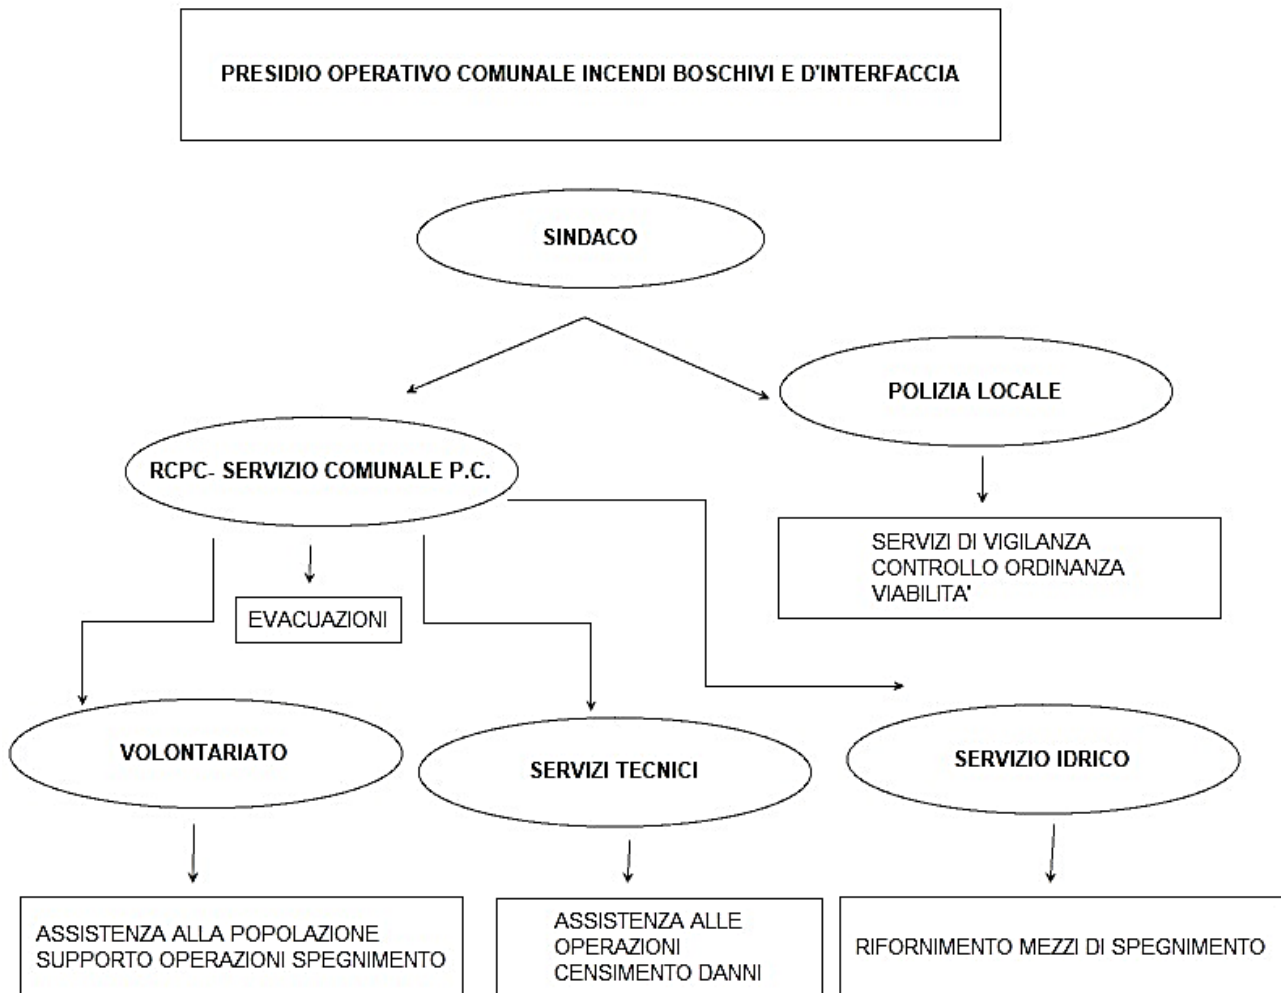 PRESIDIO OPERATIVO COMUNALE INCENDI BOSCHIVI E D'INTERFACCIA
SINDACO
POLIZIA LOCALE
RCPC- SERVIZIO COMUNALE P.C.
SERVIZI DI VIGILANZA
CONTROLLO ORDINANZA
VIABILITA'
EVACUAZIONI
VOLONTARIATO
SERVIZI TECNICI
SERVIZIO IDRICO
ASSISTENZA ALLA POPOLAZIONE
SUPPORTO OPERAZIONI SPEGNIMENTO
ASSISTENZA ALLE
OPERAZIONI
CENSIMENTO DANNI
RIFORNIMENTO MEZZI DI SPEGNIMENTO